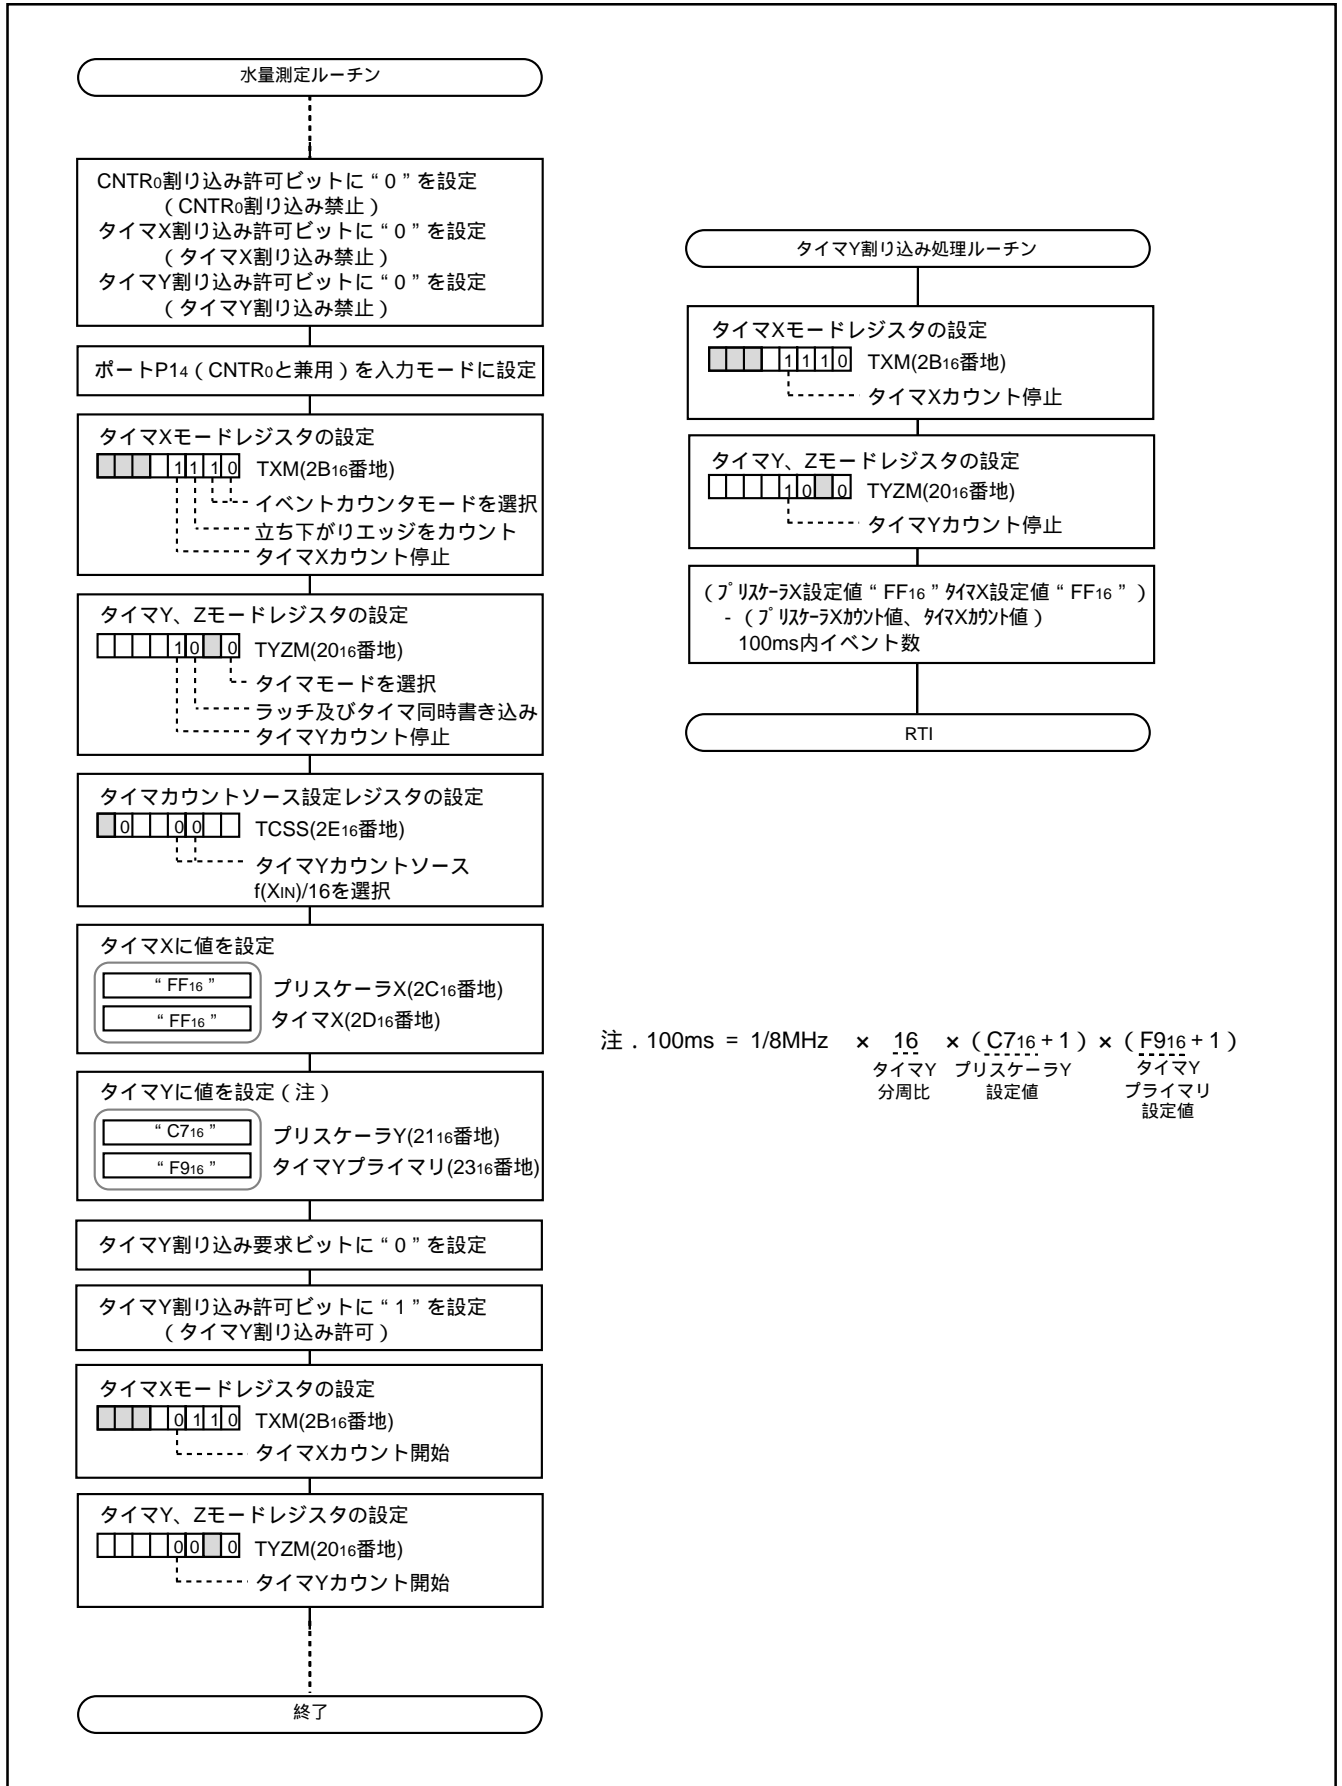 水量測定ルーチン
CNTR0割り込み許可ビットに“0”を設定
（CNTR0割り込み禁止）
タイマX割り込み許可ビットに“0”を設定
（タイマX割り込み禁止）
タイマY割り込み許可ビットに“0”を設定
（タイマY割り込み禁止）
ポートP14（CNTR0と兼用）を入力モードに設定
タイマXモードレジスタの設定
1 1 1 0 TXM(2B16番地)
イベントカウンタモードを選択
立ち下がりエッジをカウント
タイマXカウント停止
タイマY、Zモードレジスタの設定
1 0 0 TYZM(2016番地)
タイマモードを選択
ラッチ及びタイマ同時書き込み
タイマYカウント停止
タイマカウントソース設定レジスタの設定
0 0 0 TCSS(2E16番地)
タイマYカウントソース
f(XIN)/16を選択
タイマXに値を設定
“FF16” プリスケーラX(2C16番地)
“FF16” タイマX(2D16番地)
タイマYに値を設定（注）
“C716” プリスケーラY(2116番地)
“F916” タイマYプライマリ(2316番地)
タイマY割り込み要求ビットに“0”を設定
タイマY割り込み許可ビットに“1”を設定
（タイマY割り込み許可）
タイマXモードレジスタの設定
0 1 1 0 TXM(2B16番地)
タイマXカウント開始
タイマY、Zモードレジスタの設定
0 0 0 TYZM(2016番地)
タイマYカウント開始
終了
タイマY割り込み処理ルーチン
タイマXモードレジスタの設定
1 1 1 0 TXM(2B16番地)
タイマXカウント停止
タイマY、Zモードレジスタの設定
1 0 0 TYZM(2016番地)
タイマYカウント停止
（プリスケーラX設定値“FF16”タイマX設定値“FF16”）
-（プリスケーラXカウント値、タイマXカウント値）
100ms内イベント数
RTI
注．100ms = 1/8MHz × 16 ×（C716+1）×（F916+1）
タイマY プリスケーラY タイマY
分周比 設定値 プライマリ
設定値